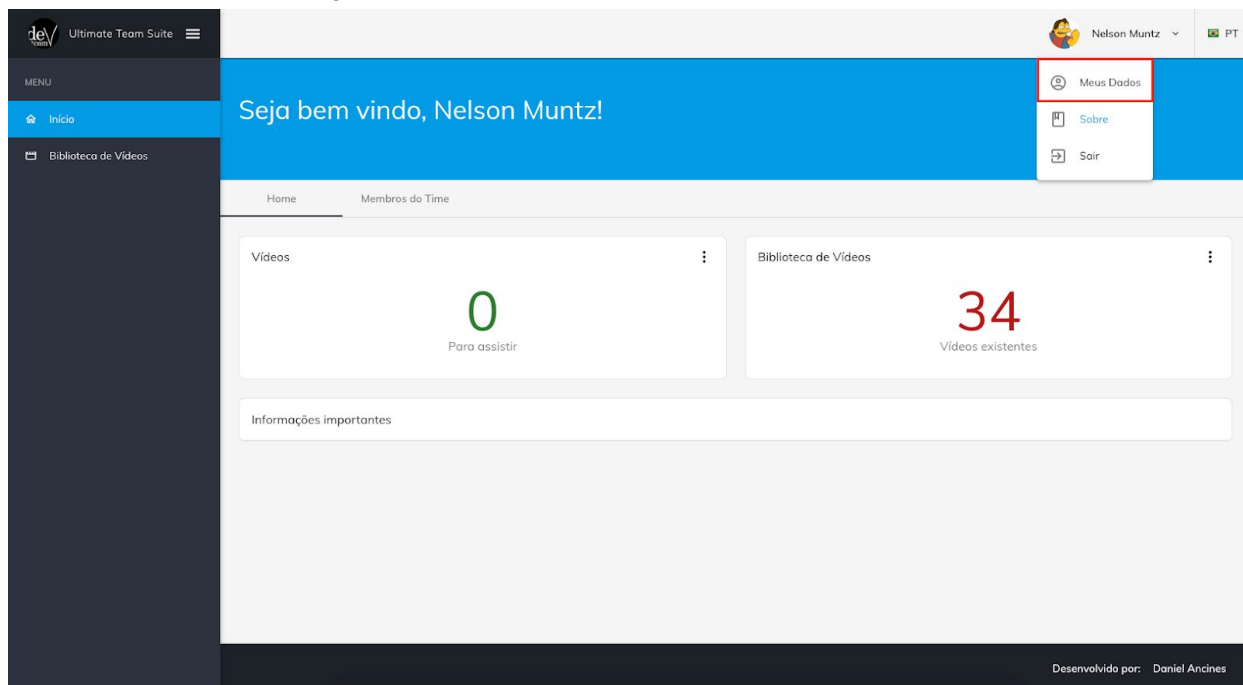 dev
team
Ultimate Team Suite
Nelson Muntz
PT
MENU
Início
Biblioteca de Vídeos
Seja bem vindo, Nelson Muntz!
Meus Dados
Sobre
Sair
Home
Membros do Time
Vídeos
0
Para assistir
Biblioteca de Vídeos
34
Vídeos existentes
Informações importantes
Desenvolvido por: Daniel Ancines